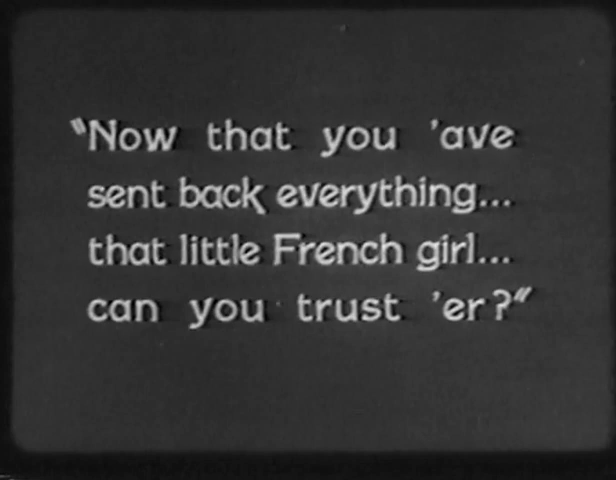 "Now that you 'ave
sent back everything...
that little French girl...
can you trust 'er?"